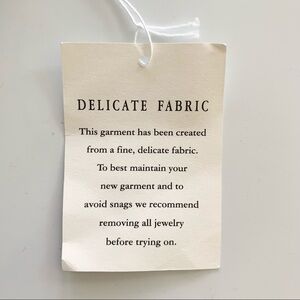 DELICATE FABRIC
This garment has been created
from a fine, delicate fabric.
To best maintain your
new garment and to
avoid snags we recommend
removing all jewelry
before trying on.